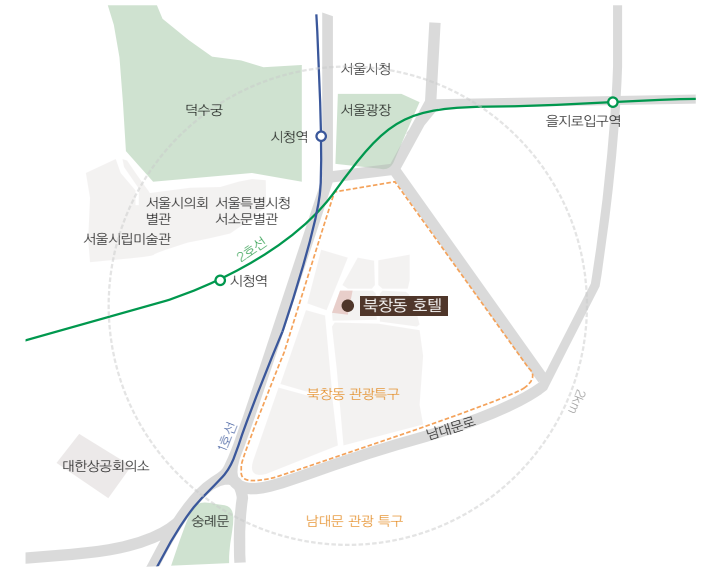 서울시청
덕수궁
서울광장
시청역
을지로입구역
서울시의회
별관
서울특별시청
서소문별관
서울시립미술관
2호선
시청역
북창동 호텔
북창동 관광특구
2km
남대문로
1호선
대한상공회의소
숭례문
남대문 관광 특구